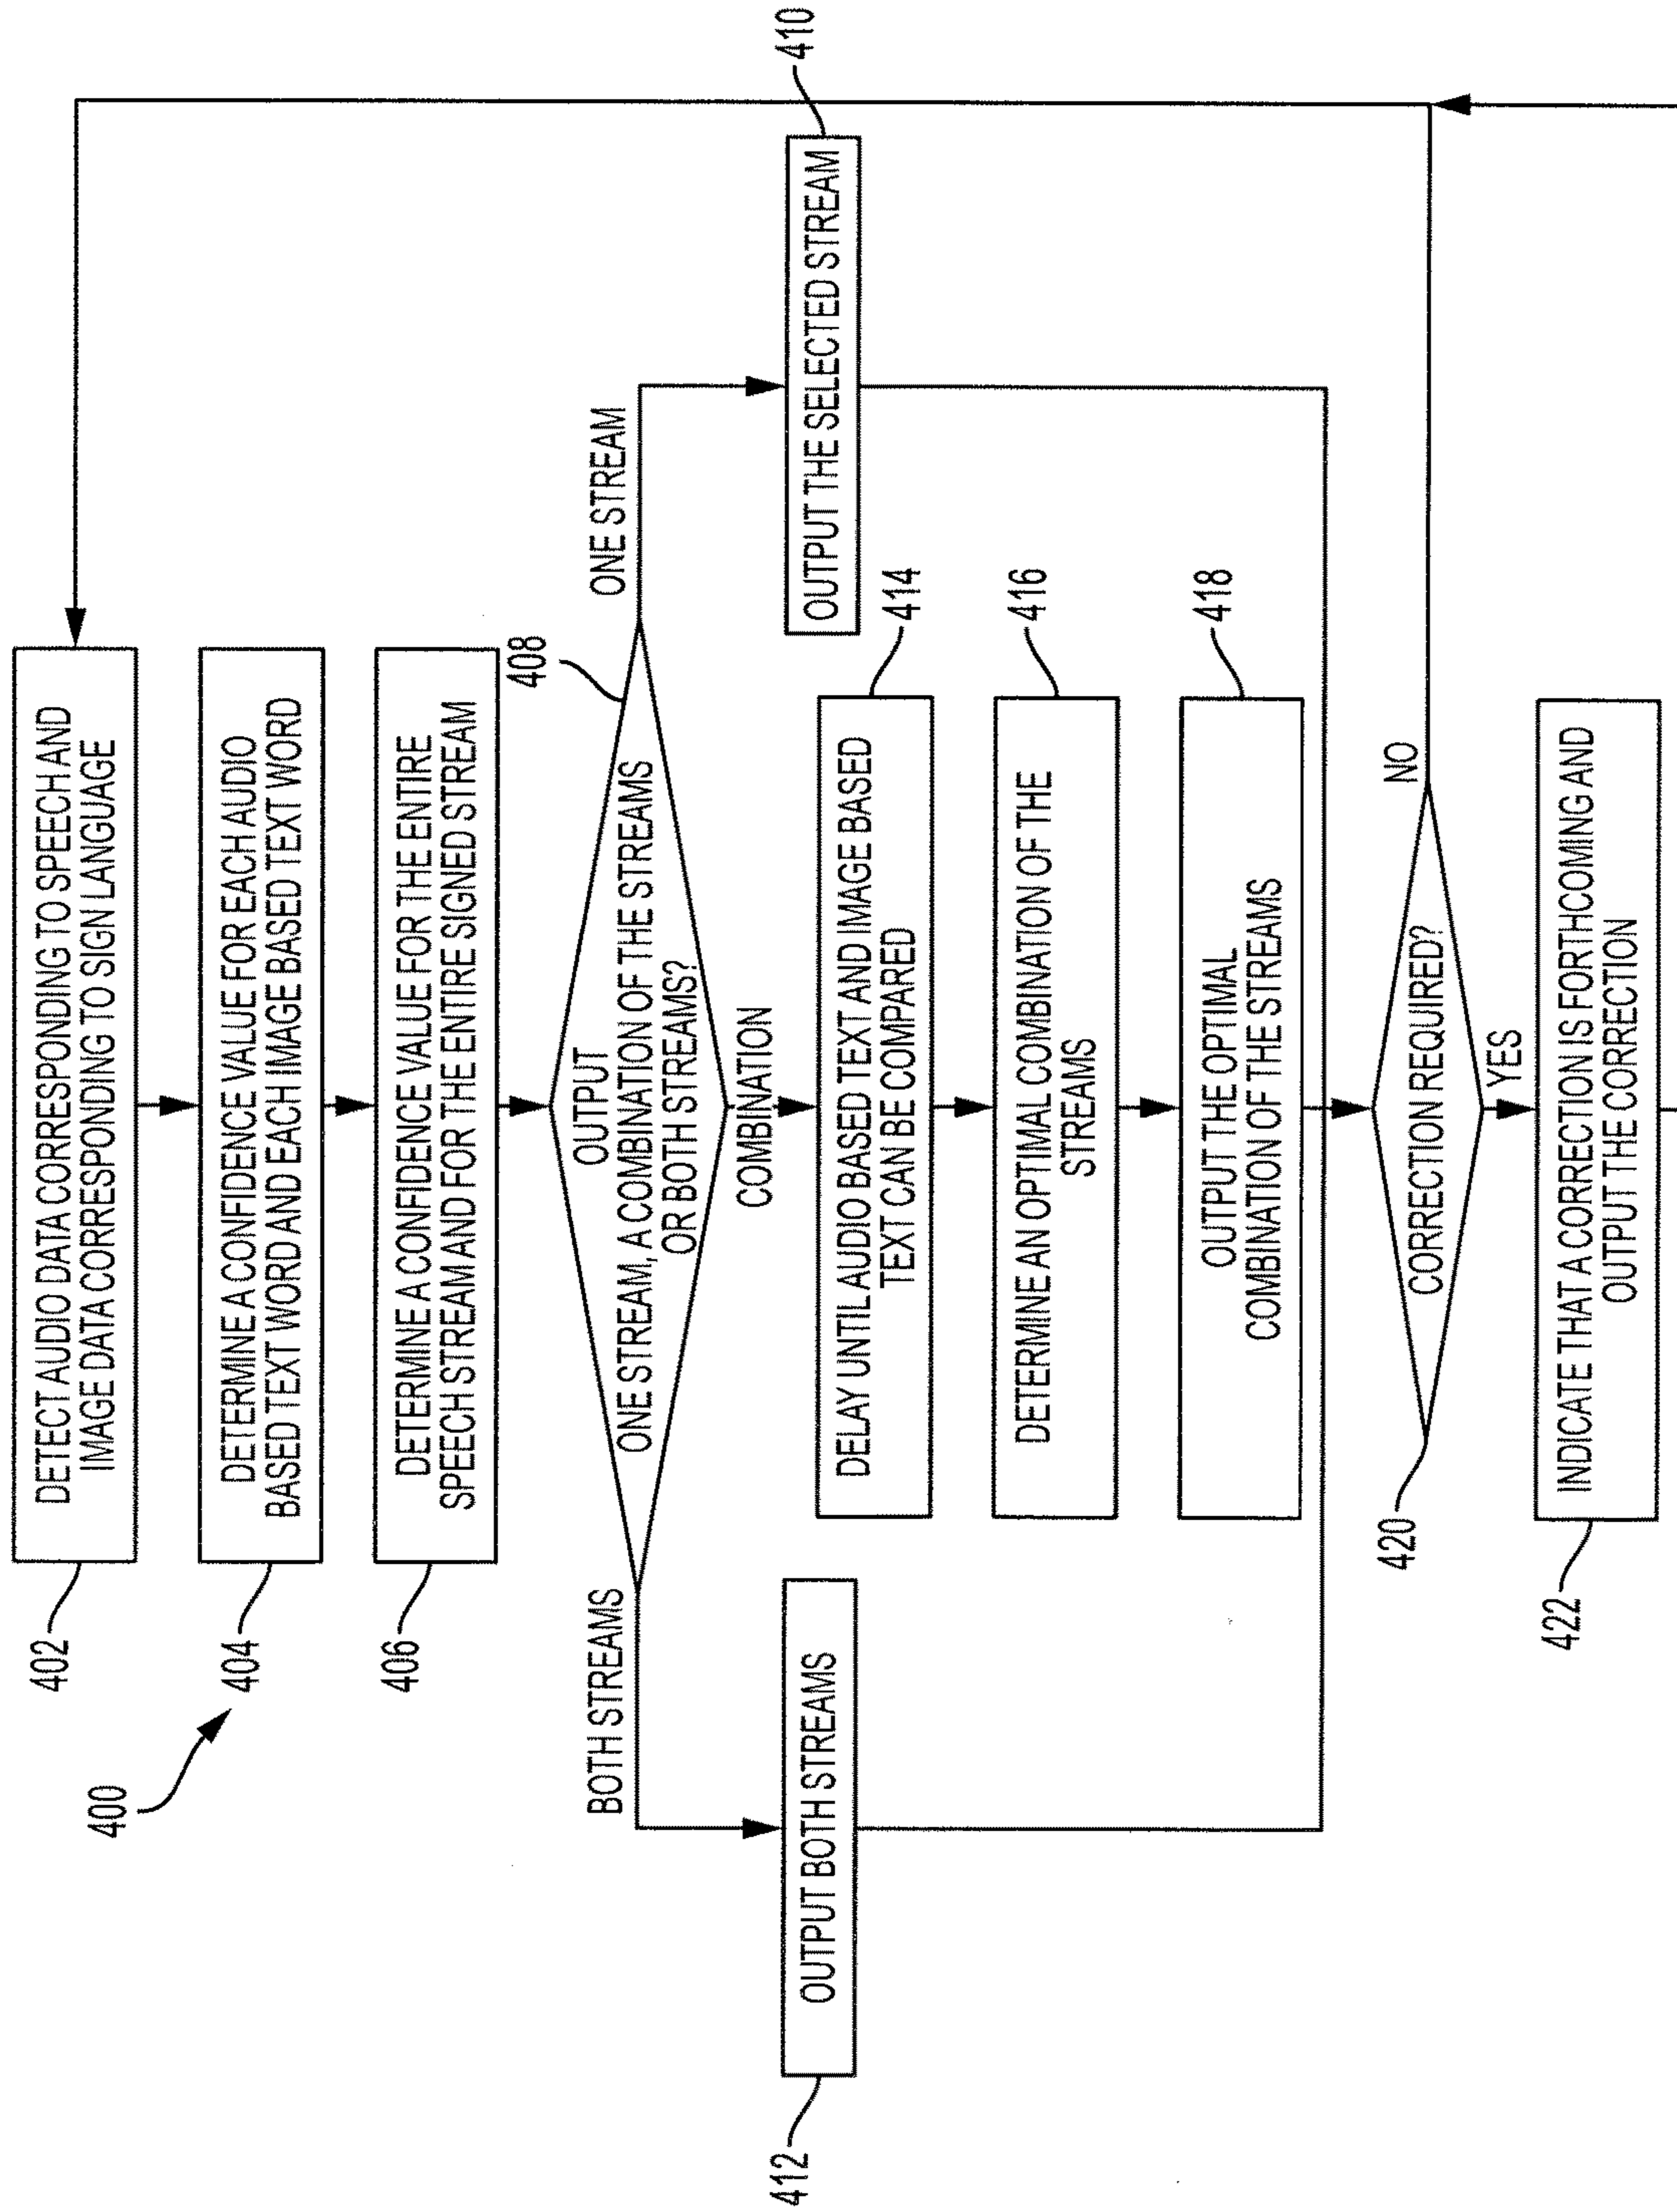 400
402
DETECT AUDIO DATA CORRESPONDING TO SPEECH AND
IMAGE DATA CORRESPONDING TO SIGN LANGUAGE
404
DETERMINE A CONFIDENCE VALUE FOR EACH AUDIO
BASED TEXT WORD AND EACH IMAGE BASED TEXT WORD
406
DETERMINE A CONFIDENCE VALUE FOR THE ENTIRE
SPEECH STREAM AND FOR THE ENTIRE SIGNED STREAM
408
OUTPUT
ONE STREAM, A COMBINATION OF THE STREAMS
OR BOTH STREAMS?
BOTH STREAMS
ONE STREAM
COMBINATION
412
OUTPUT BOTH STREAMS
OUTPUT THE SELECTED STREAM
410
DELAY UNTIL AUDIO BASED TEXT AND IMAGE BASED
TEXT CAN BE COMPARED
414
DETERMINE AN OPTIMAL COMBINATION OF THE
STREAMS
416
OUTPUT THE OPTIMAL
COMBINATION OF THE STREAMS
418
420
CORRECTION REQUIRED?
NO
YES
422
INDICATE THAT A CORRECTION IS FORTHCOMING AND
OUTPUT THE CORRECTION